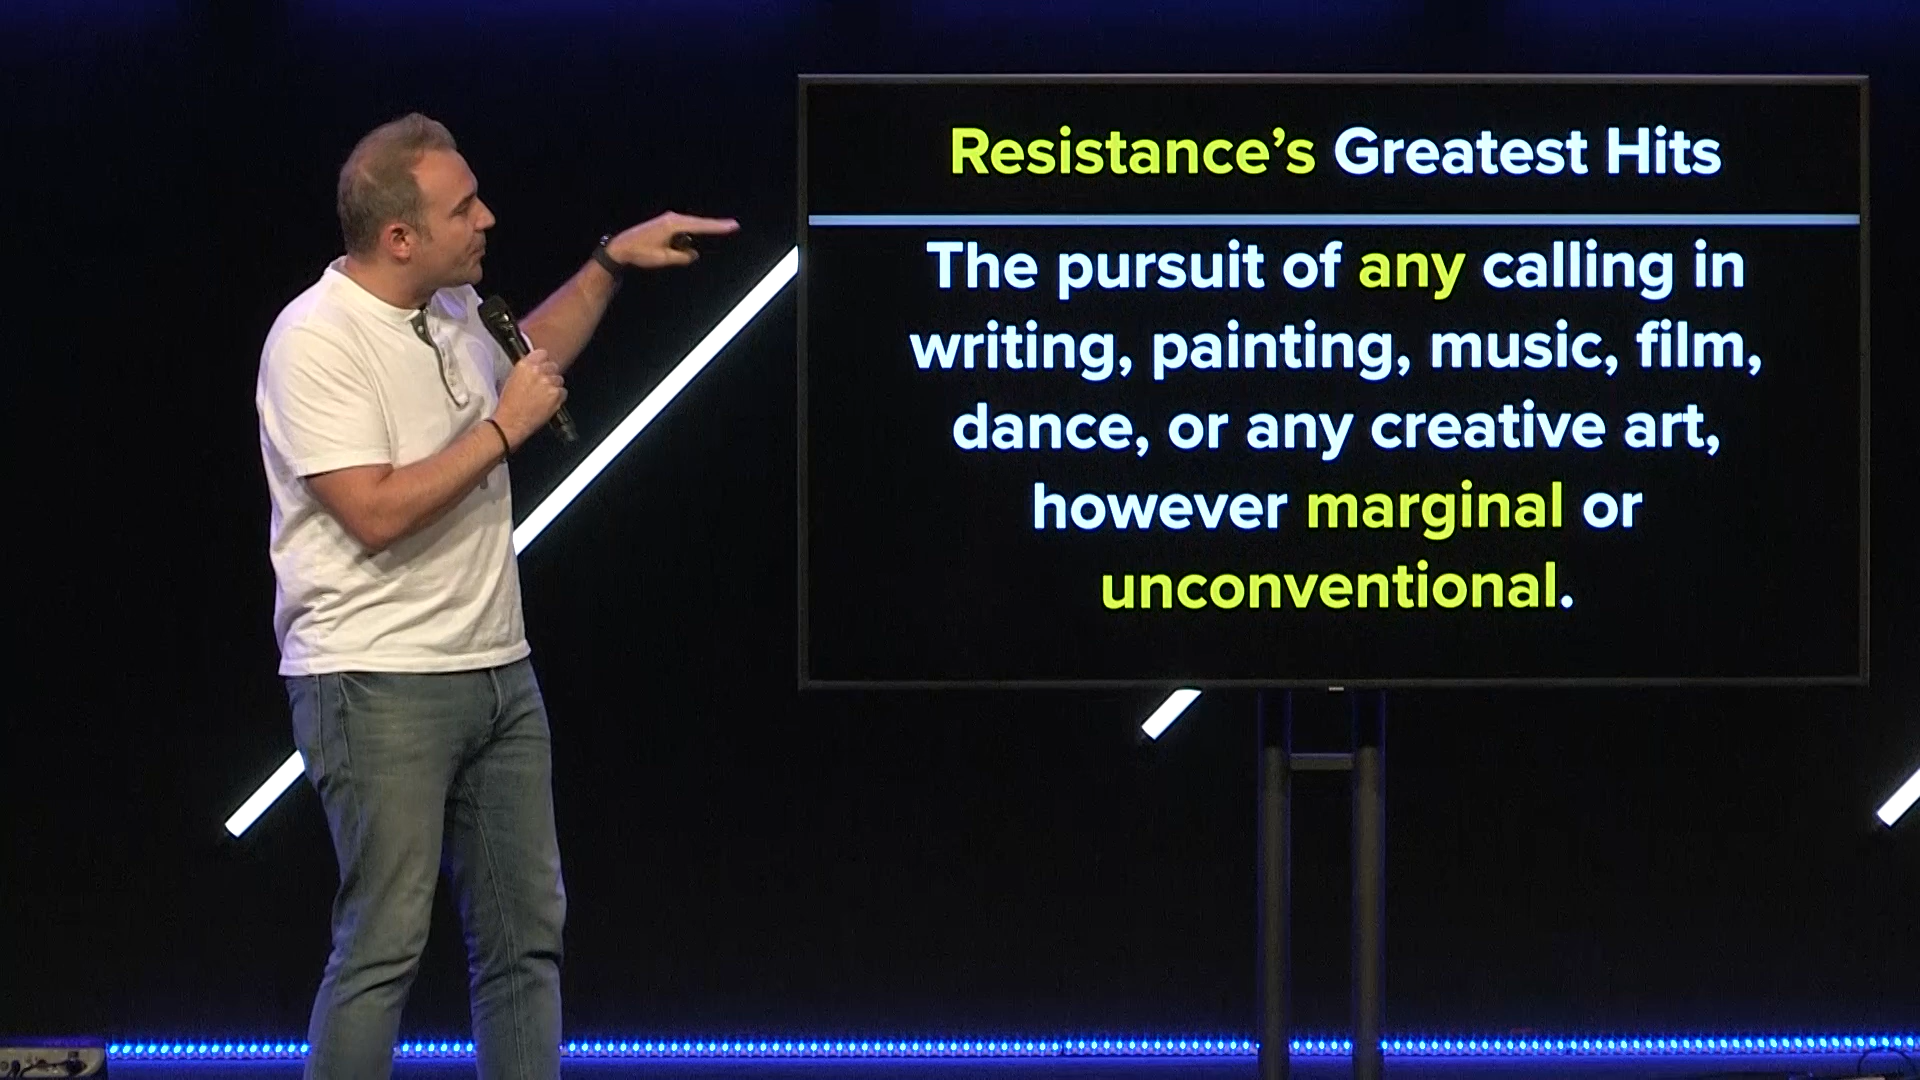 Resistance’s Greatest Hits
The pursuit of any calling in
writing, painting, music, film,
dance, or any creative art,
however marginal or
unconventional.